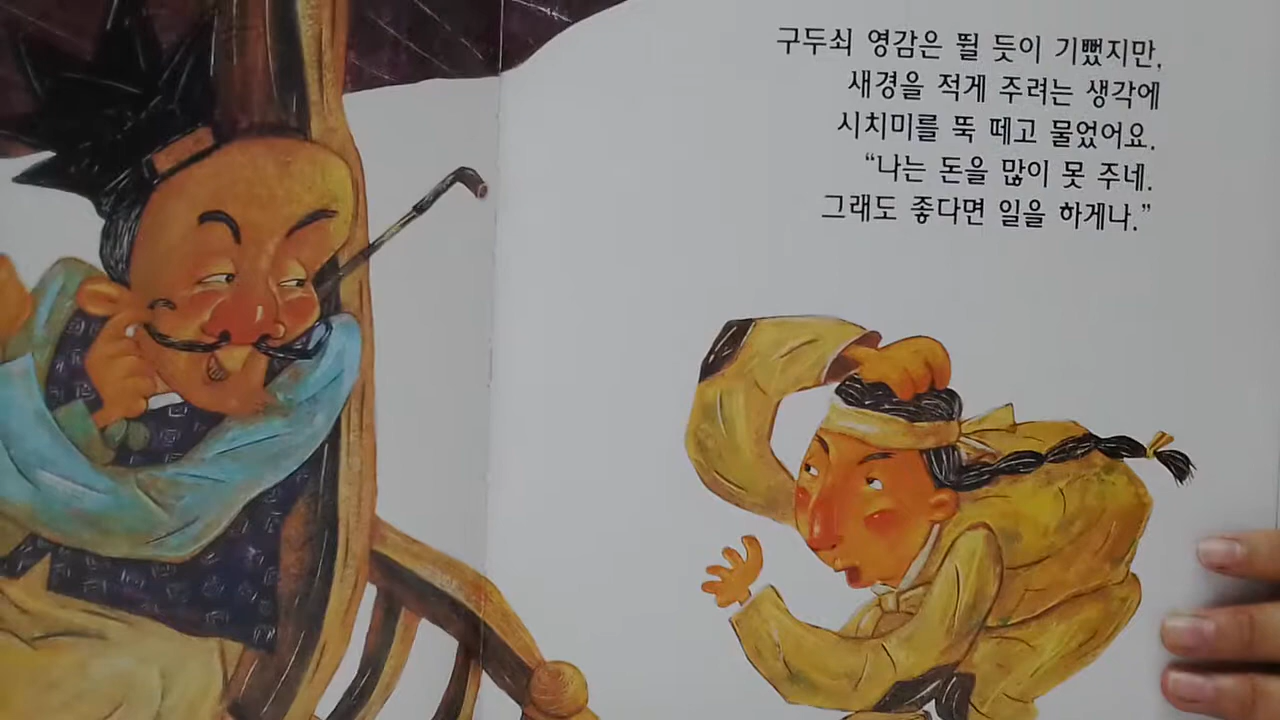 구두쇠 영감은 뛸 듯이 기뻤지만,
새경을 적게 주려는 생각에
시치미를 뚝 떼고 물었어요.
“나는 돈을 많이 못 주네.
그래도 좋다면 일을 하게나.”